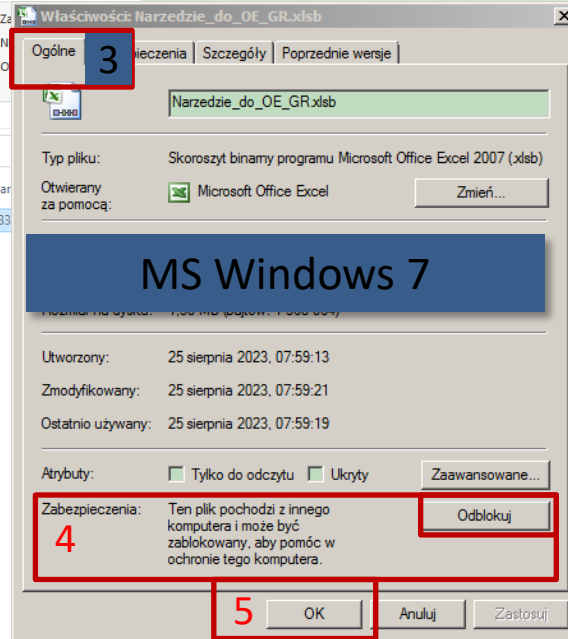 Właściwości: Narzedzie_do_OE_GR.xlsb
Ogólne
3
Szczegóły
Poprzednie wersje
Narzedzie_do_OE_GR.xlsb
Typ pliku: Skoroszyt binarny programu Microsoft Office Excel 2007 (.xlsb)
Otwierany
za pomocą:
Microsoft Office Excel
Zmień...
MS Windows 7
Utworzony: 25 sierpnia 2023, 07:59:13
Zmodyfikowany: 25 sierpnia 2023, 07:59:21
Ostatnio używany: 25 sierpnia 2023, 07:59:19
Atrybuty: Tylko do odczytu Ukryty Zaawansowane...
Zabezpieczenia: Ten plik pochodzi z innego
komputera i może być
zablokowany, aby pomóc w
ochronie tego komputera.
Odblokuj
4
5
OK Anuluj Zastosuj